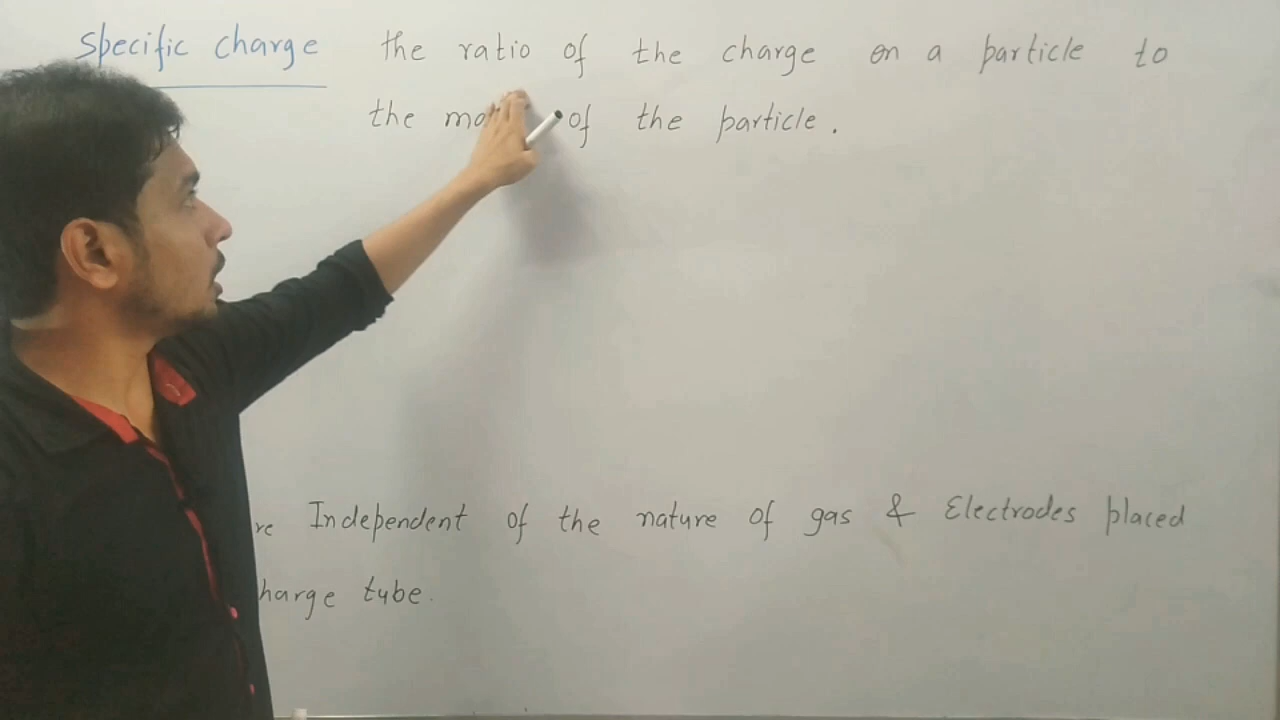 Specific charge the ratio of the charge on a particle to
the of the particle.
Independent of the nature of gas & Electrodes placed
tube.